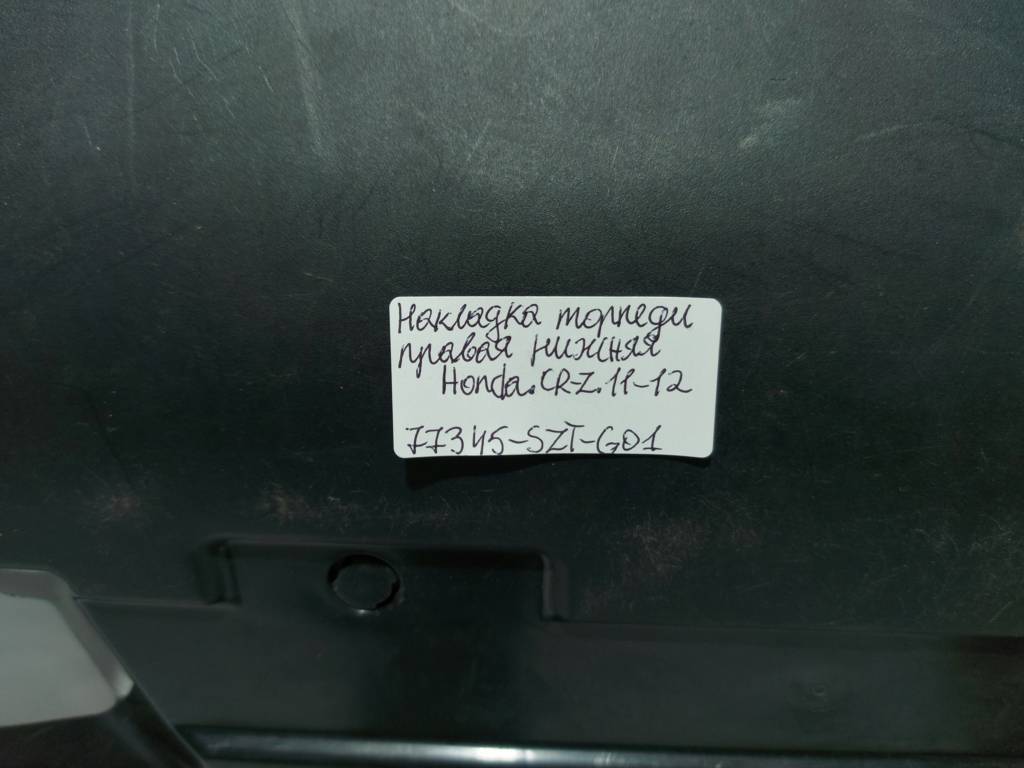 Накладка торпеди
правая нижняя
Honda. CR-Z. 11-12
77345-SZT-G01